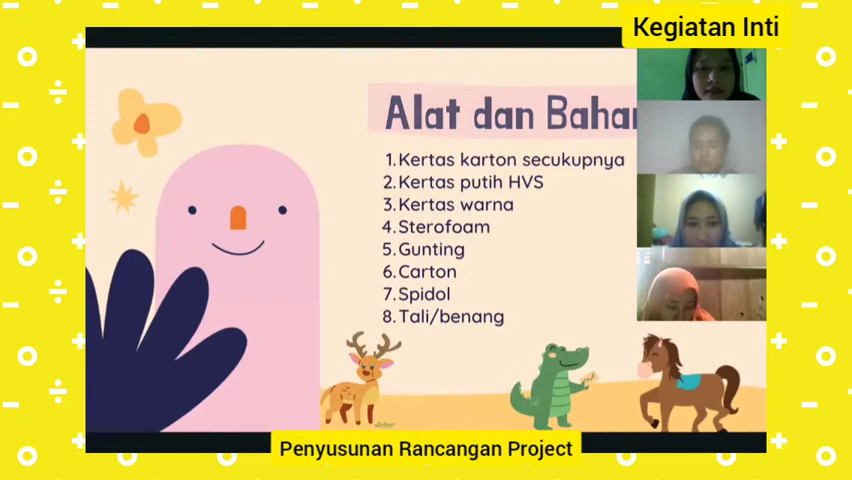 Kegiatan Inti
Alat dan Bahan
1.Kertas karton secukupnya
2.Kertas putih HVS
3.Kertas warna
4.Sterofoam
5.Gunting
6.Carton
7.Spidol
8.Tali/benang
Penyusunan Rancangan Project